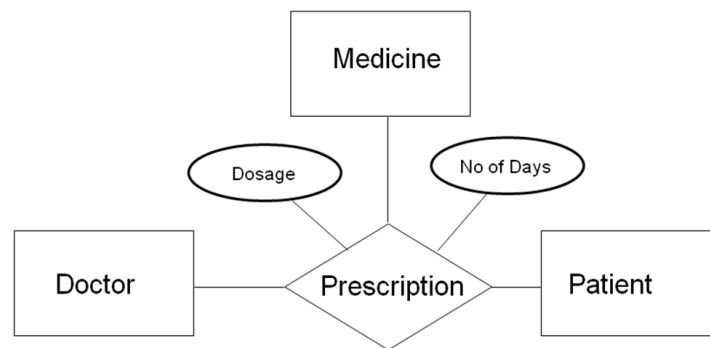 Medicine
Dosage
No of Days
Doctor
Prescription
Patient